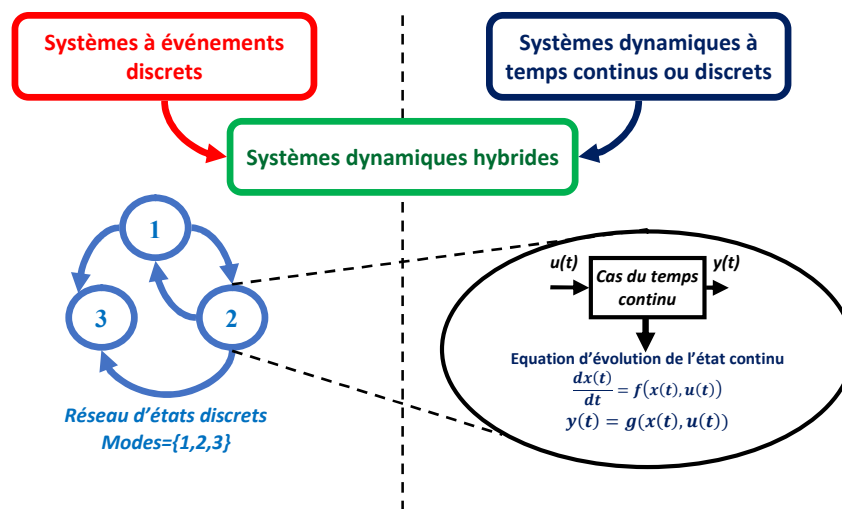 Systèmes à événements
discrets
Systèmes dynamiques à
temps continus ou discrets
Systèmes dynamiques hybrides
1
2
3
Réseau d'états discrets
Modes={1,2,3}
u(t)
Cas du temps
continu
y(t)
Equation d'évolution de l'état continu
dx(t)/dt = f(x(t), u(t))
y(t) = g(x(t), u(t))